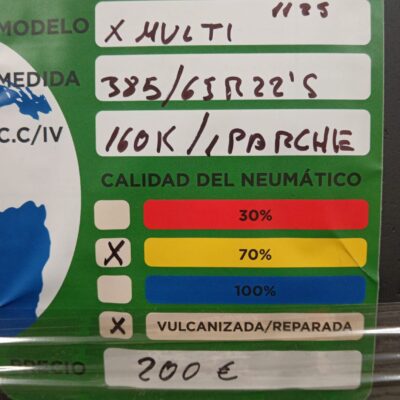 1125
MODELO X MULTI
MEDIDA 385/65R22'5
C.C/IV 160K/1 PARCHE
CALIDAD DEL NEUMÁTICO
30%
X 70%
100%
X VULCANIZADA/REPARADA
PRECIO 200 €